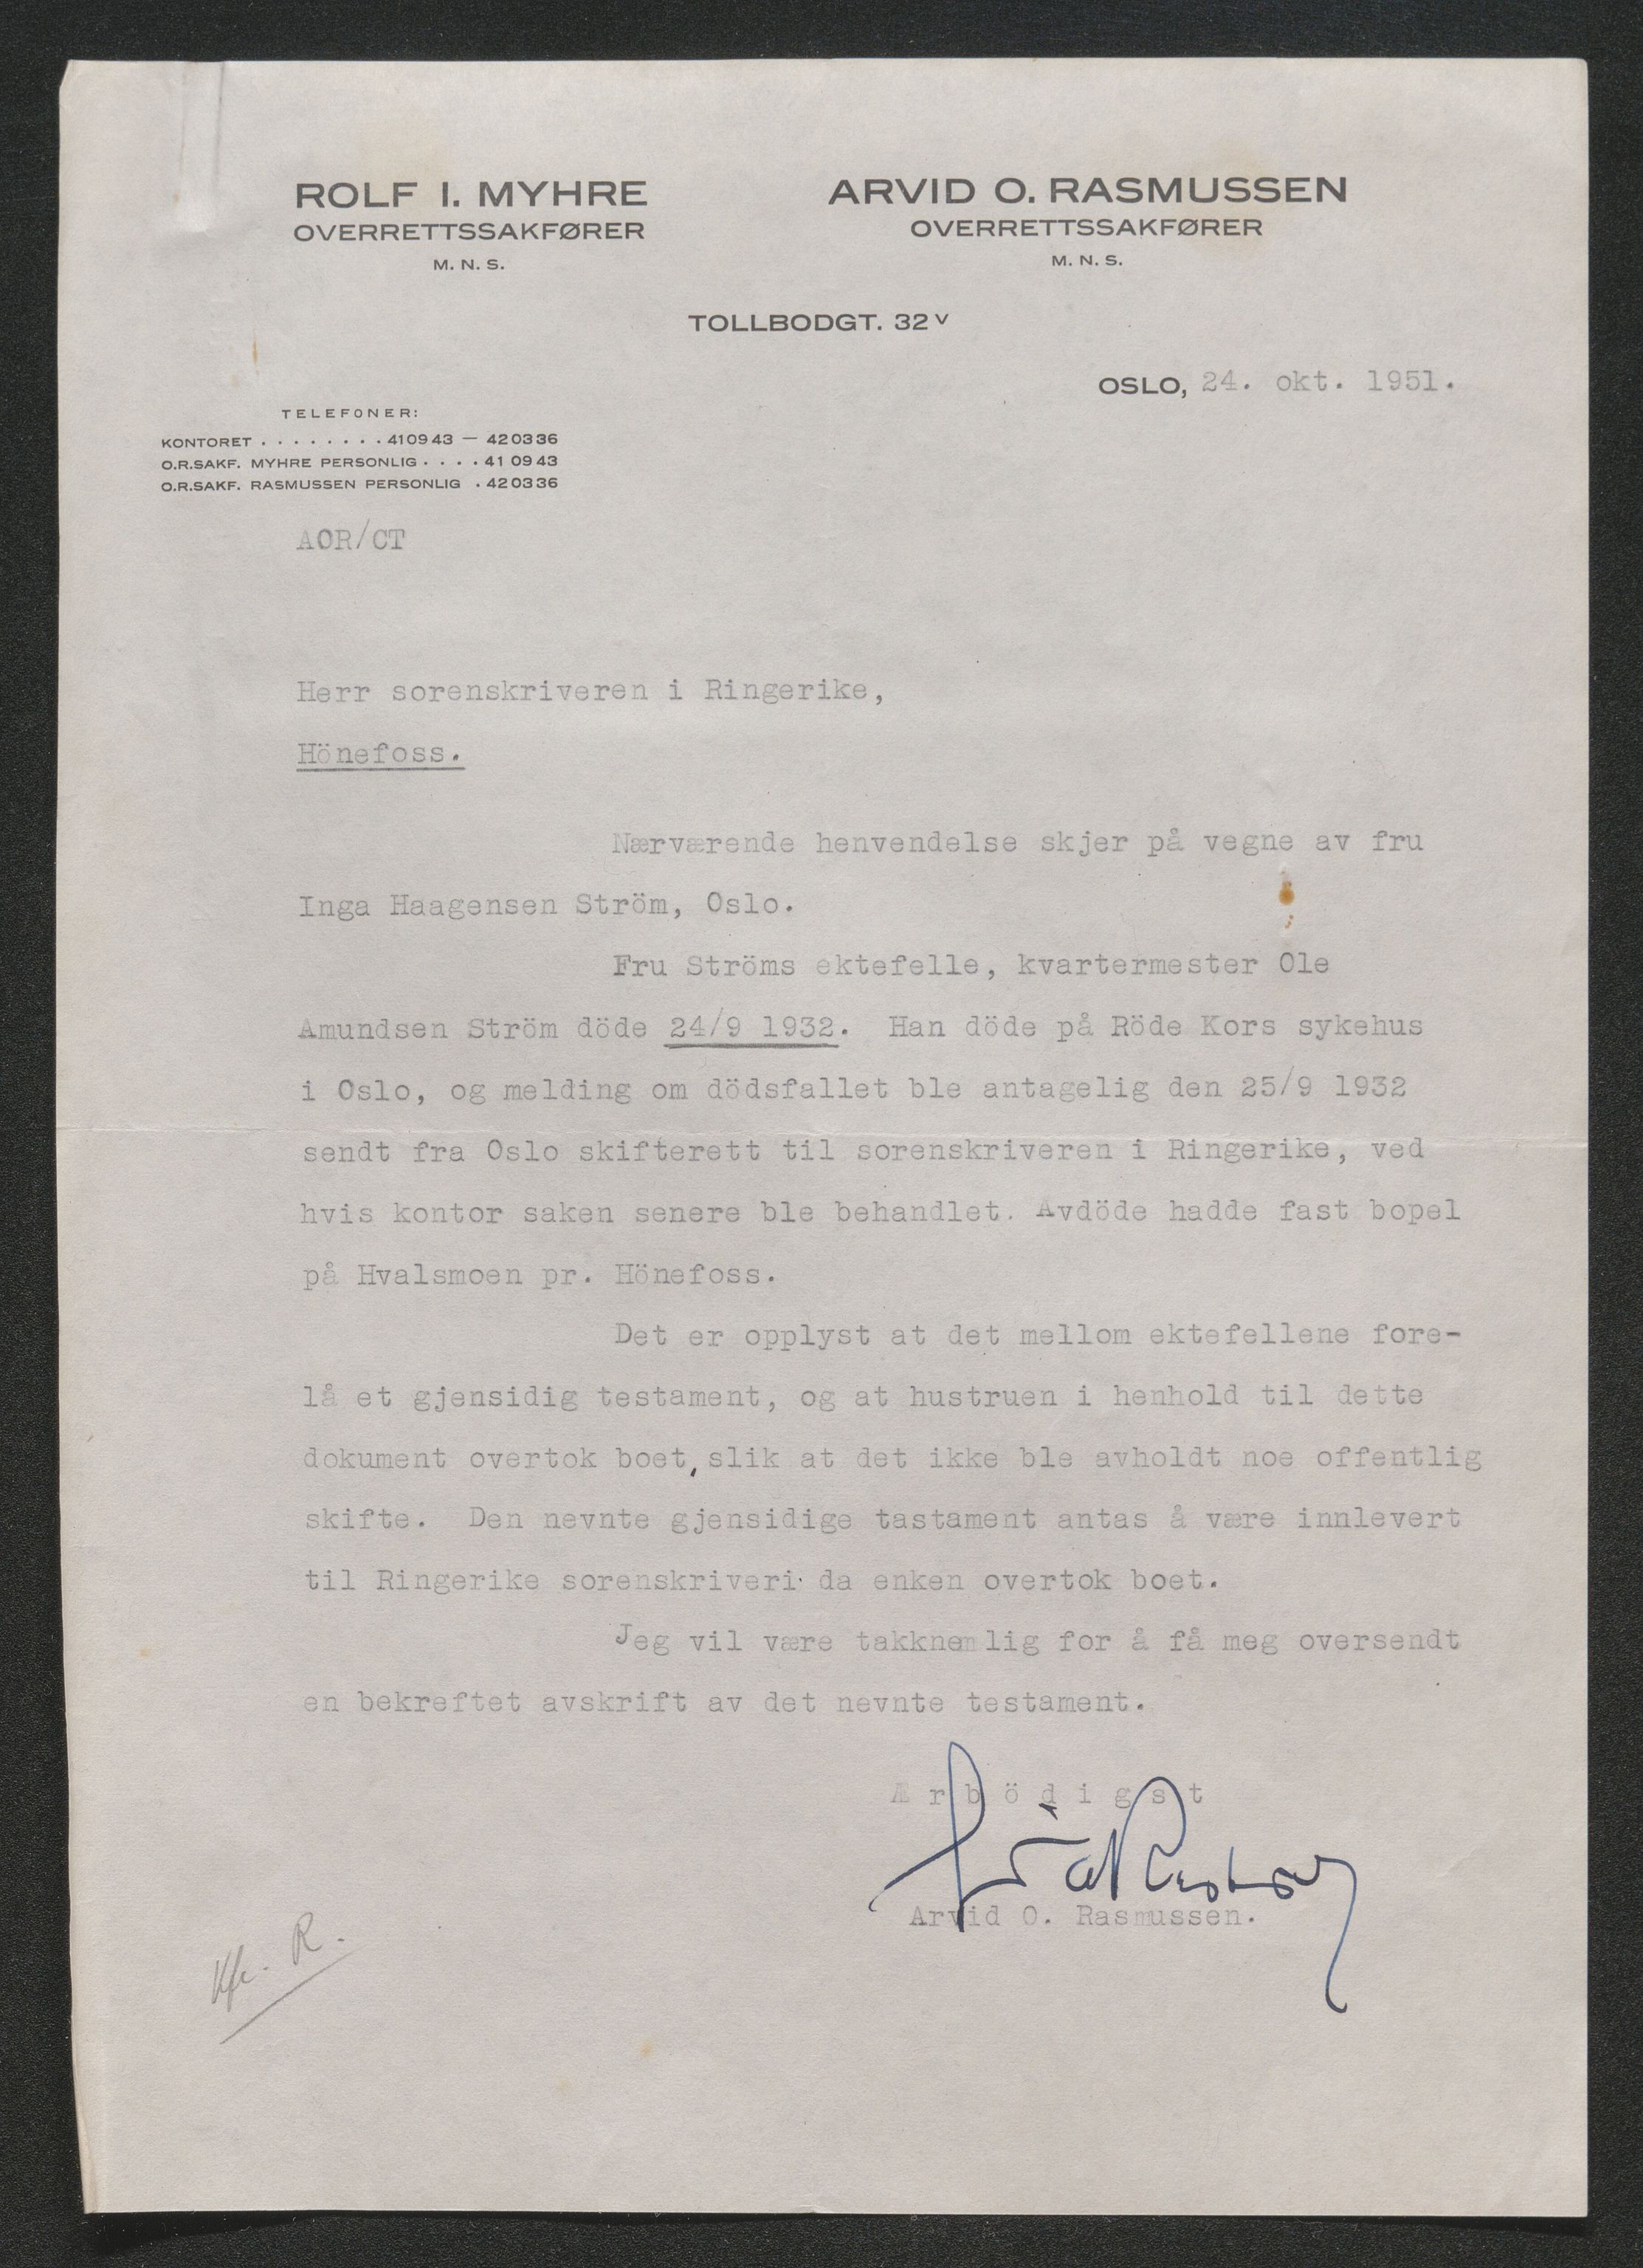 ROLF I. MYHRE
OVERRETTSSAKFØRER
M. N. S.
ARVID O. RASMUSSEN
OVERRETTSSAKFØRER
M. N. S.
TOLLBODGT. 32 V
OSLO, 24. okt. 1951.
TELEFONER:
KONTORET . . . . . . . . 410943 — 420336
O.R.SAKF. MYHRE PERSONLIG . . . . 41 09 43
O.R.SAKF. RASMUSSEN PERSONLIG . 420336
AOR/CT
Herr sorenskriveren i Ringerike,
Hönefoss.
Nærværende henvendelse skjer på vegne av fru
Inga Haagensen Ström, Oslo.
Fru Ströms ektefelle, kvartermester Ole
Amundsen Ström döde 24/9 1932. Han döde på Röde Kors sykehus
i Oslo, og melding om dödsfallet ble antagelig den 25/9 1932
sendt fra Oslo skifterett til sorenskriveren i Ringerike, ved
hvis kontor saken senere ble behandlet. Avdöde hadde fast bopel
på Hvalsmoen pr. Hönefoss.
Det er opplyst at det mellom ektefellene fore-
lå et gjensidig testament, og at hustruen i henhold til dette
dokument overtok boet, slik at det ikke ble avholdt noe offentlig
skifte. Den nevnte gjensidige tastament antas å være innlevert
til Ringerike sorenskriveri da enken overtok boet.
Jeg vil være takknemlig for å få meg oversendt
en bekreftet avskrift av det nevnte testament.
Æ r b ö d i g s t
Arvid O. Rasmussen.
R.